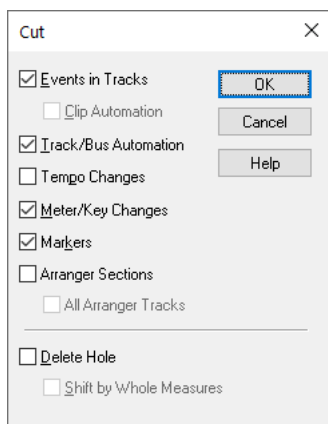 Cut
Events in Tracks
OK
Clip Automation
Cancel
Track/Bus Automation
Help
Tempo Changes
Meter/Key Changes
Markers
Arranger Sections
All Arranger Tracks
Delete Hole
Shift by Whole Measures